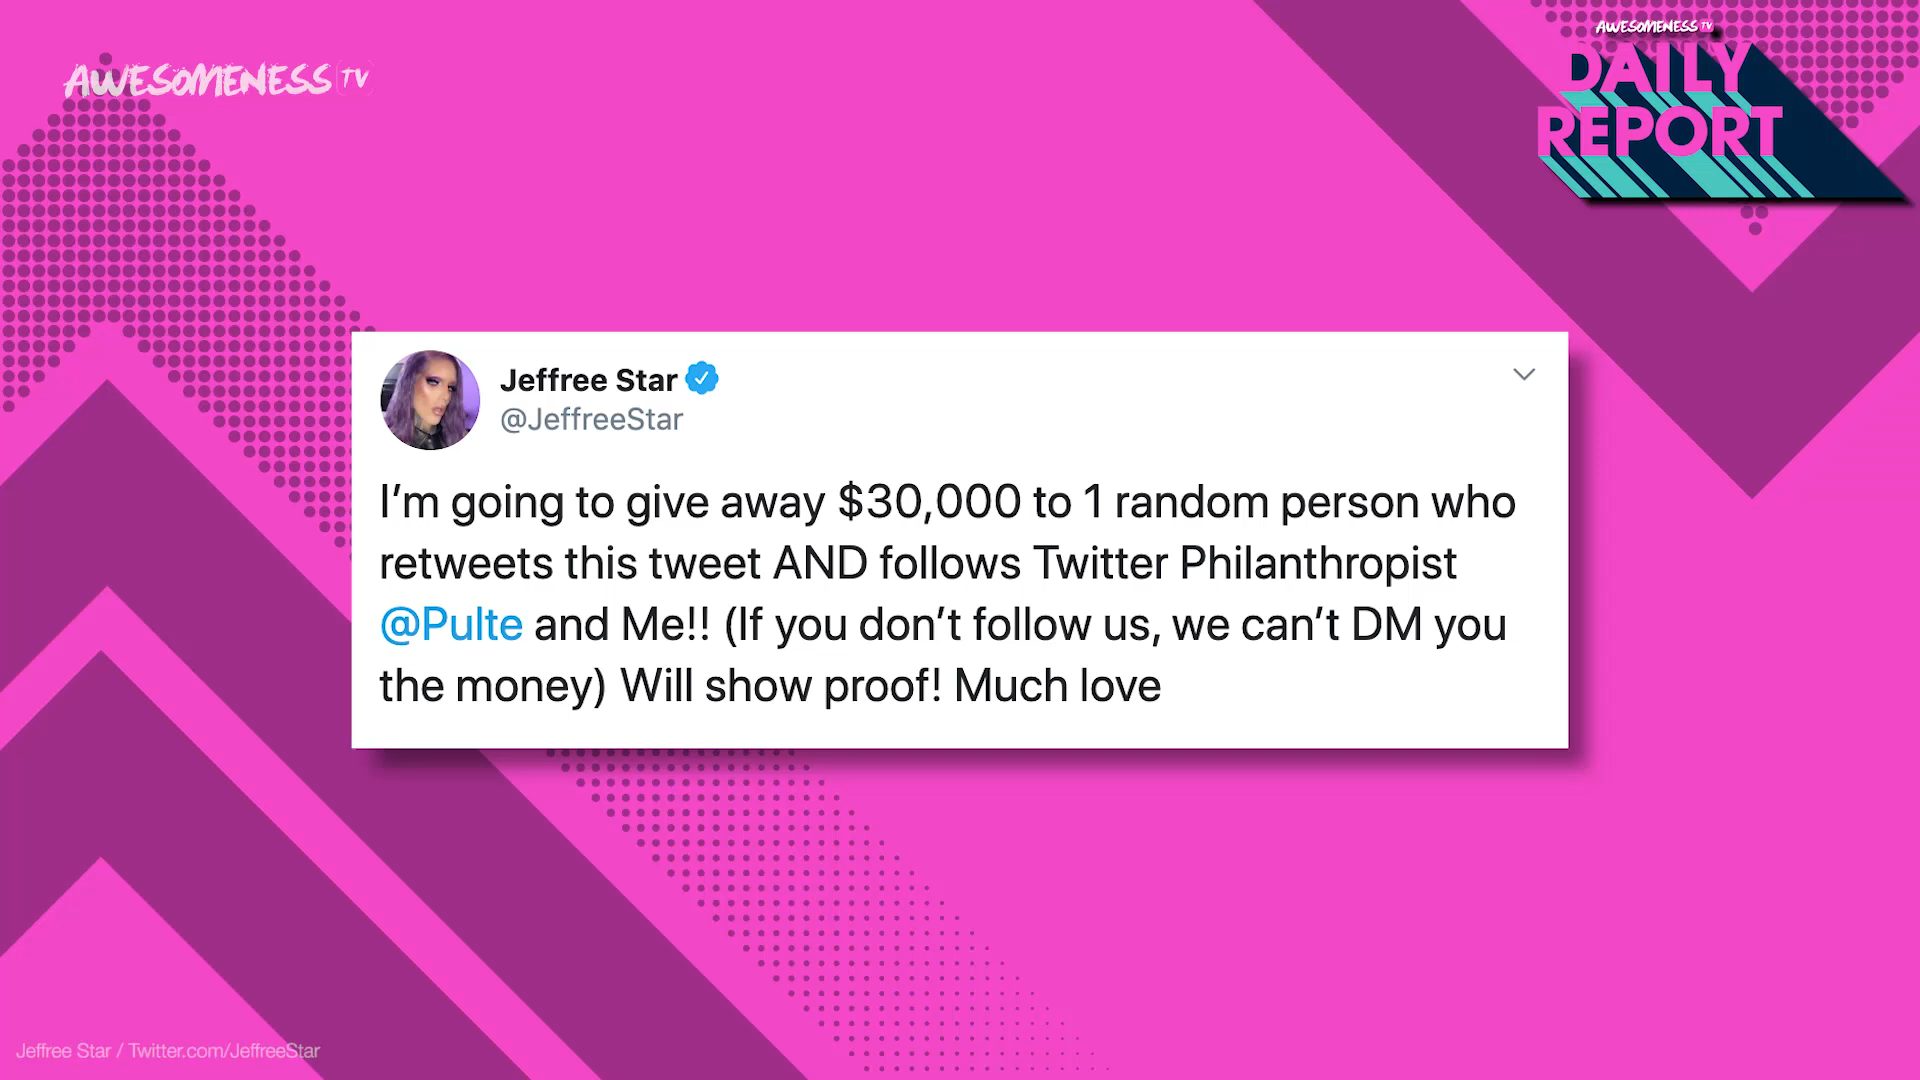 AWESOMENESS TV
AWESOMENESS TV
DAILY
REPORT
Jeffree Star
@JeffreeStar
I’m going to give away $30,000 to 1 random person who
retweets this tweet AND follows Twitter Philanthropist
@Pulte and Me!! (If you don’t follow us, we can’t DM you
the money) Will show proof! Much love
Jeffree Star / Twitter.com/JeffreeStar